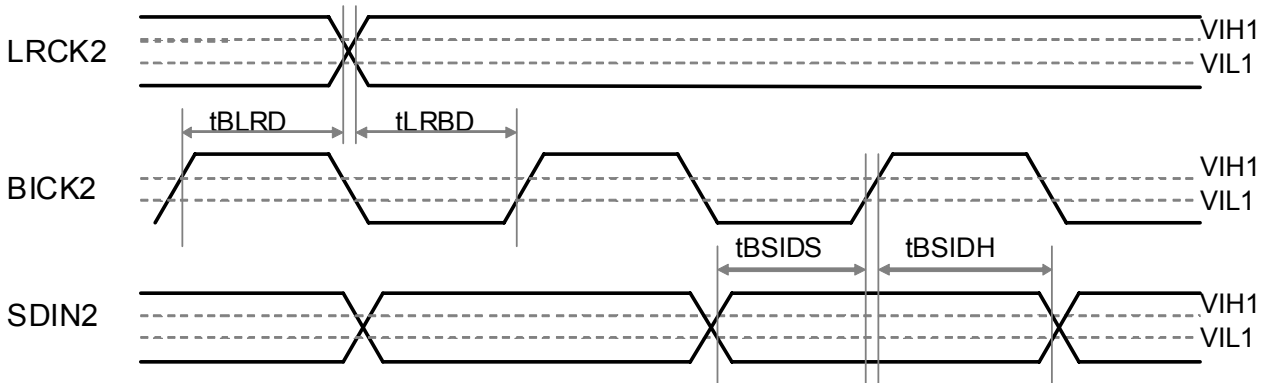 LRCK2
VIH1
VIL1
tBLRD
tLRBD
BICK2
VIH1
VIL1
tBSIDS
tBSIDH
SDIN2
VIH1
VIL1